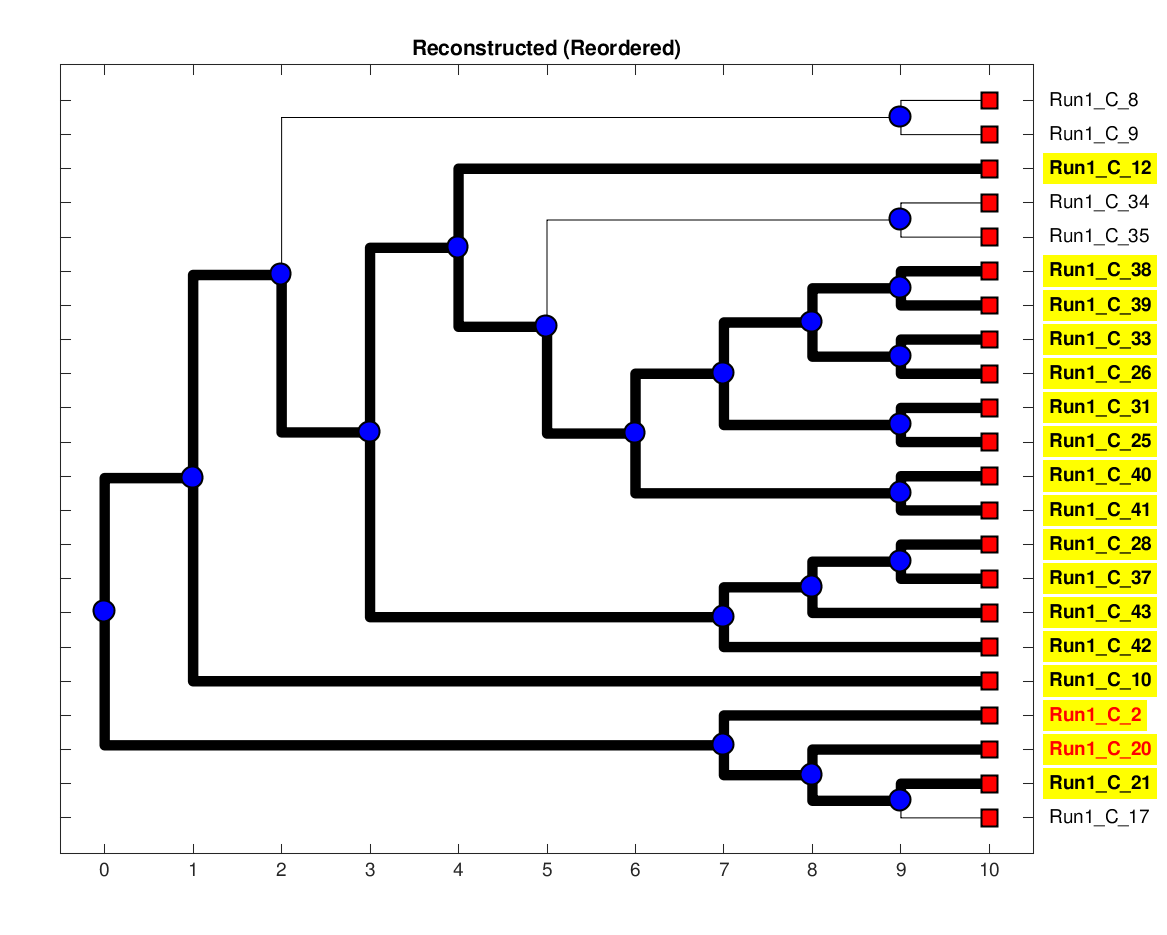 Reconstructed (Reordered)
Run1_C_8
Run1_C_9
Run1_C_12
Run1_C_34
Run1_C_35
Run1_C_38
Run1_C_39
Run1_C_33
Run1_C_26
Run1_C_31
Run1_C_25
Run1_C_40
Run1_C_41
Run1_C_28
Run1_C_37
Run1_C_43
Run1_C_42
Run1_C_10
Run1_C_2
Run1_C_20
Run1_C_21
Run1_C_17
0 1 2 3 4 5 6 7 8 9 10